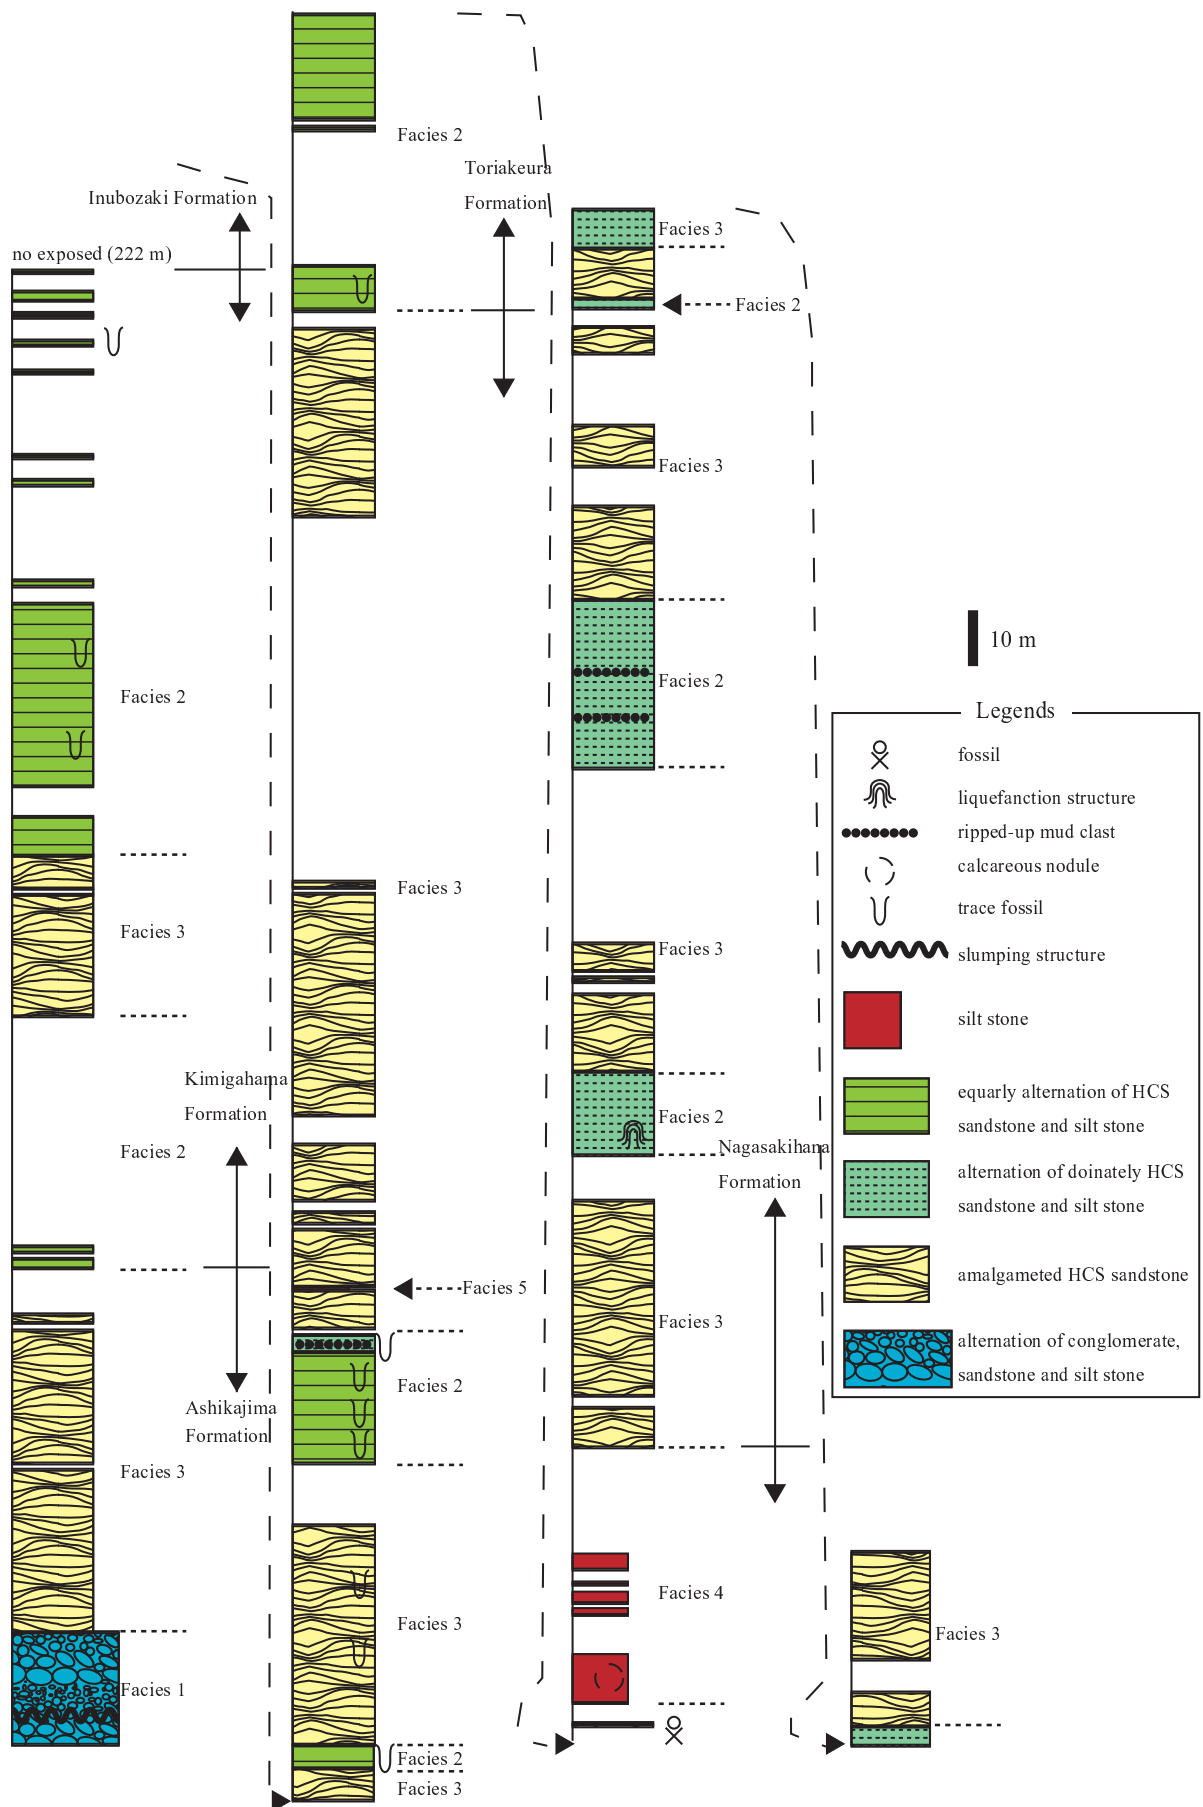 Inubozaki Formation
no exposed (222 m)
Facies 2
Facies 3
Kimigahama
Formation
Facies 2
Ashikajima
Formation
Facies 3
Facies 1
Facies 2
Facies 3
Facies 5
Facies 2
Facies 3
Facies 2
Facies 3
Toriakeura
Formation
Facies 3
Facies 2
Facies 3
Facies 2
Facies 3
Facies 2
Nagasakihana
Formation
Facies 3
Facies 4
Facies 3
10 m
Legends
fossil
liquefanction structure
ripped-up mud clast
calcareous nodule
trace fossil
slumping structure
silt stone
equarly alternation of HCS
sandstone and silt stone
alternation of doinately HCS
sandstone and silt stone
amalgameted HCS sandstone
alternation of conglomerate,
sandstone and silt stone